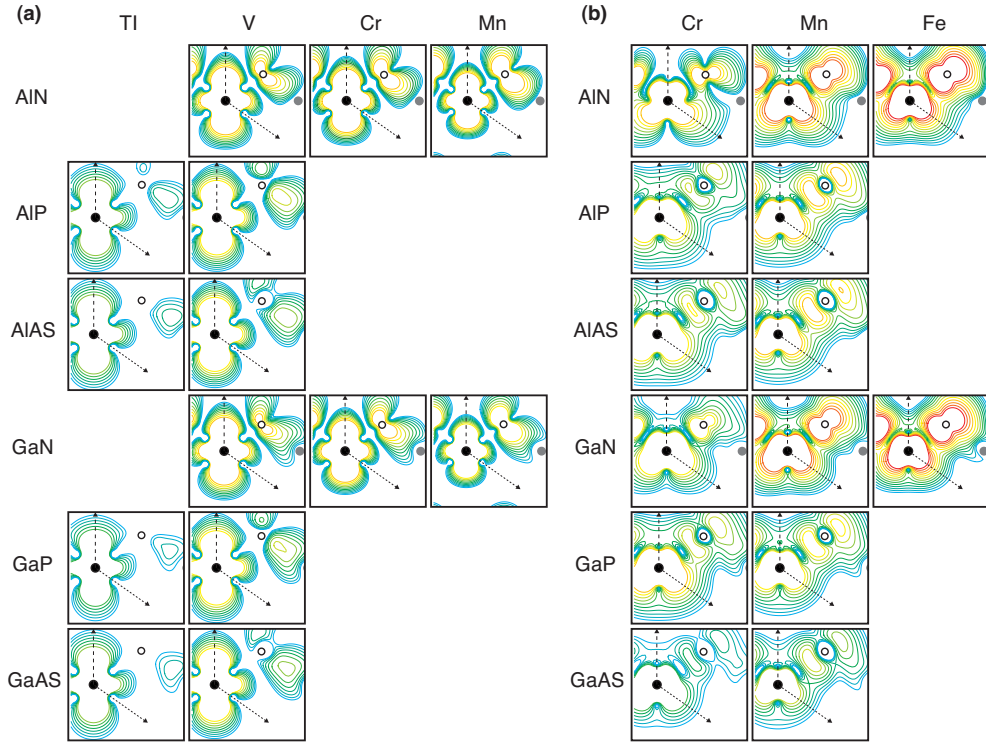 (a)
TI V Cr Mn
(b)
Cr Mn Fe
AlN
AlN
AlP
AlP
AlAS
AlAS
GaN
GaN
GaP
GaP
GaAS
GaAS